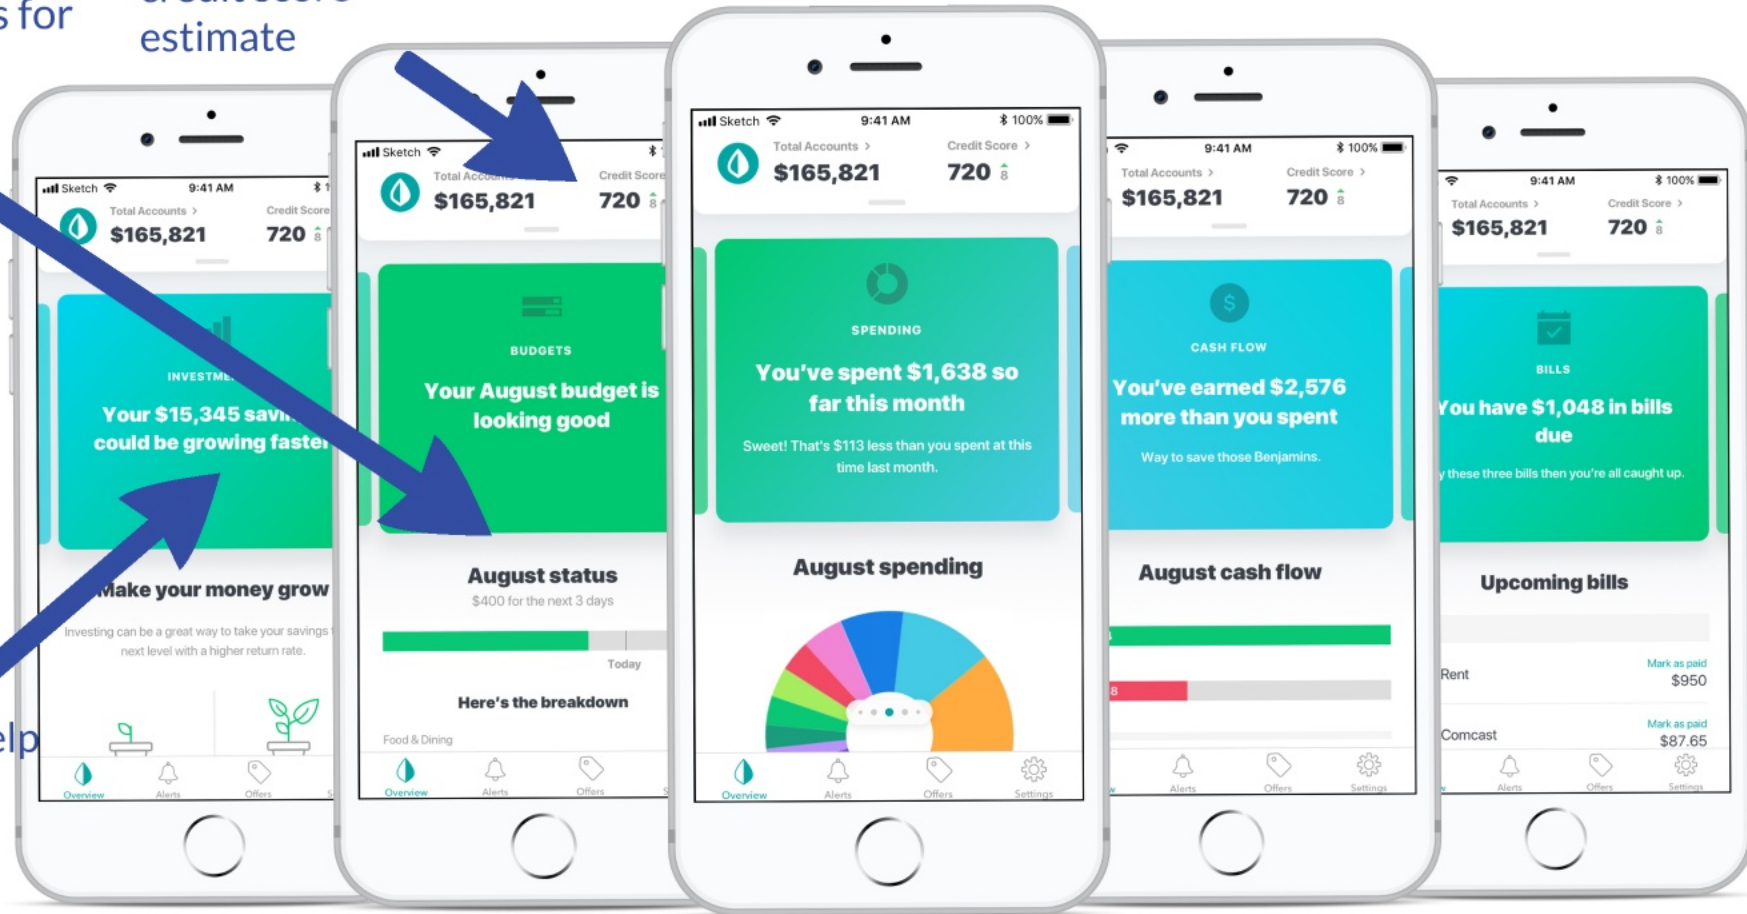 s for
estimate
elp
Sketch
9:41 AM
Total Accounts >
Credit Score
$165,821
720 8
Your $15,345
could be growing faster
Make your money grow
Investing can be a great way to take your savings
next level with a higher return rate.
Overview
Alerts
Offers
Sketch
Total
Credit Score
$165,821
720 8
BUDGETS
Your August budget is
looking good
August status
$400 for the next 3 days
Today
Here's the breakdown
Food & Dining
Overview
Alerts
Offers
Sketch
9:41 AM
100%
Total Accounts >
Credit Score >
$165,821
720 8
SPENDING
You've spent $1,638 so
far this month
Sweet! That's $113 less than you spent at this
time last month.
August spending
Overview
Alerts
Offers
Settings
9:41 AM
100%
Total Accounts >
Credit Score >
$165,821
720 8
$
CASH FLOW
You've earned $2,576
more than you spent
Way to save those Benjamins.
August cash flow
8
Alerts
Offers
Settings
9:41 AM
100%
Total Accounts >
Credit Score >
$165,821
720 8
BILLS
You have $1,048 in bills
due
these three bills then you're all caught up.
Upcoming bills
Rent
Mark as paid
$950
Comcast
Mark as paid
$87.65
Alerts
Offers
Settings